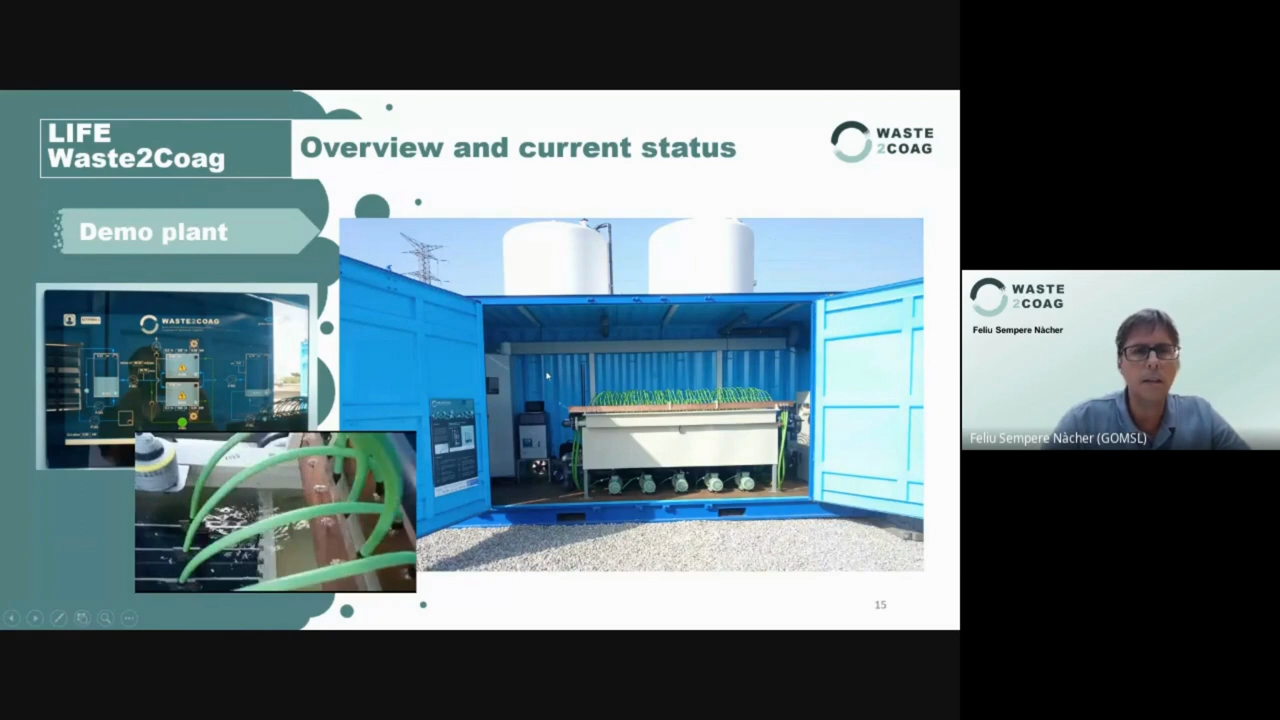 LIFE
Waste2Coag
Overview and current status
WASTE
2COAG
Demo plant
WASTE2COAG
15
WASTE
2COAG
Feliu Sempere Nàcher
Feliu Sempere Nàcher (GOMSL)